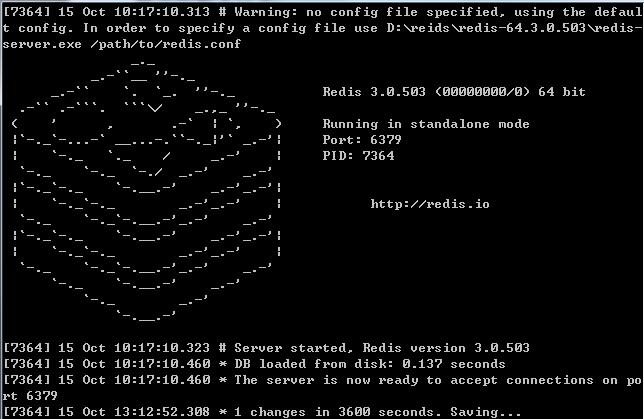 [7364] 15 Oct 10:17:10.313 # Warning: no config file specified, using the defaul
t config. In order to specify a config file use D:\reids\redis-64.3.0.503\redis-
server.exe /path/to/redis.conf
Redis 3.0.503 (00000000/0) 64 bit
Running in standalone mode
Port: 6379
PID: 7364
http://redis.io
[7364] 15 Oct 10:17:10.323 # Server started, Redis version 3.0.503
[7364] 15 Oct 10:17:10.460 * DB loaded from disk: 0.137 seconds
[7364] 15 Oct 10:17:10.460 * The server is now ready to accept connections on po
rt 6379
[7364] 15 Oct 13:12:52.308 * 1 changes in 3600 seconds. Saving...